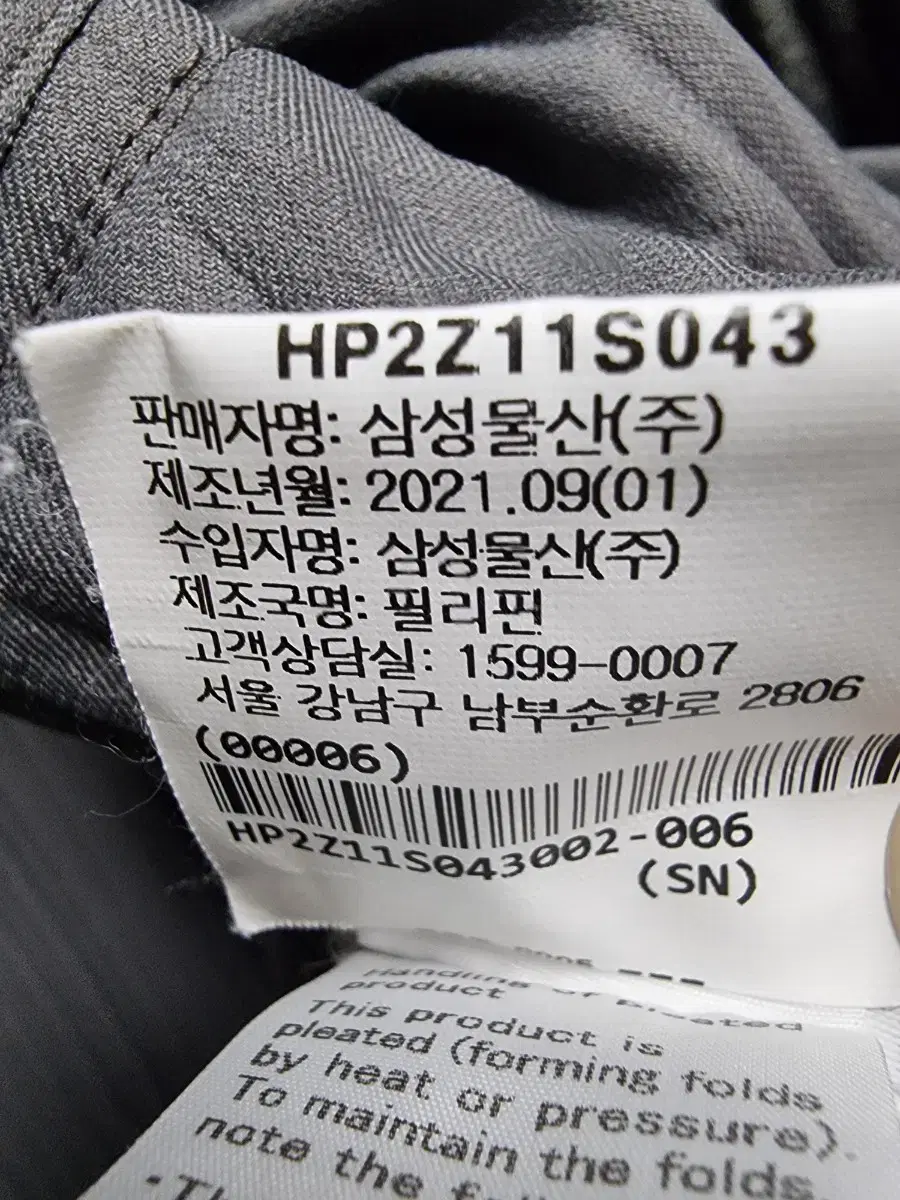 HP2Z11S043
판매자명: 삼성물산(주)
제조년월: 2021.09(01)
수입자명: 삼성물산(주)
제조국명: 필리핀
고객상담실: 1599-0007
서울 강남구 남부순환로 2806
(00006)
HP2Z11S043002-006
(SN)
Handling of pleated
product
This product is
pleated (forming folds
by heat or pressure).
To maintain the folds
note the